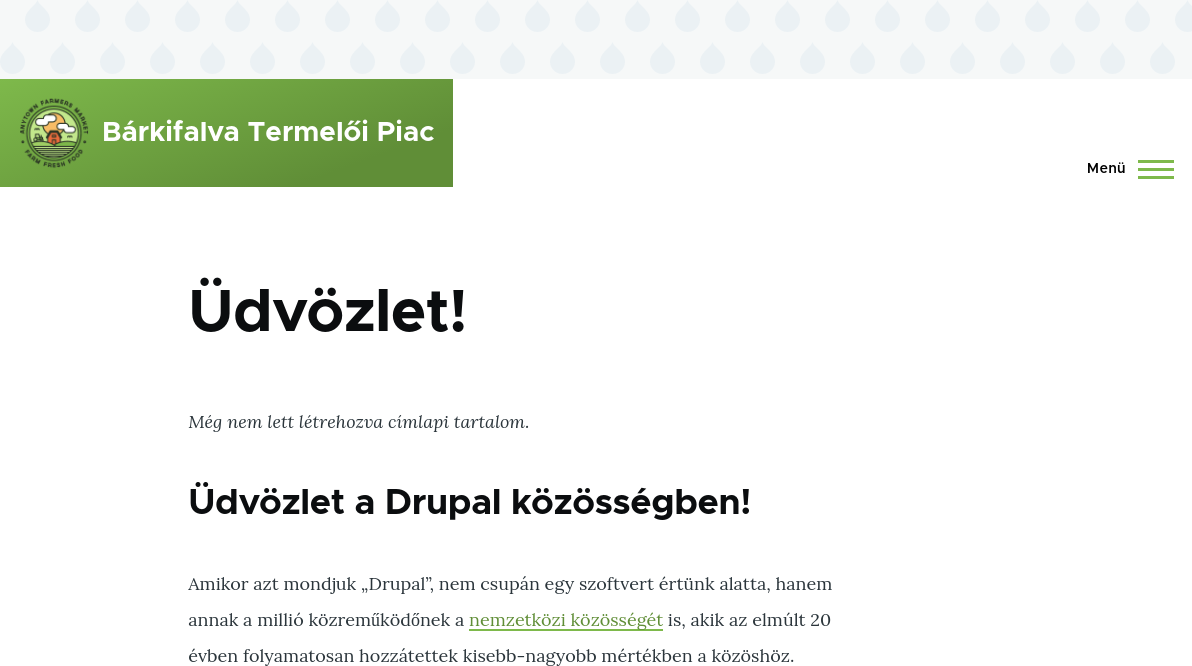 ANYTOWN FARMERS MARKET
FARM FRESH FOOD
Bárkifalva Termelői Piac
Menü
Üdvözlet!
Még nem lett létrehozva címlapi tartalom.
Üdvözlet a Drupal közösségben!
Amikor azt mondjuk „Drupal”, nem csupán egy szoftvert értünk alatta, hanem
annak a millió közreműködőnek a nemzetközi közösségét is, akik az elmúlt 20
évben folyamatosan hozzátettek kisebb-nagyobb mértékben a közöshöz.